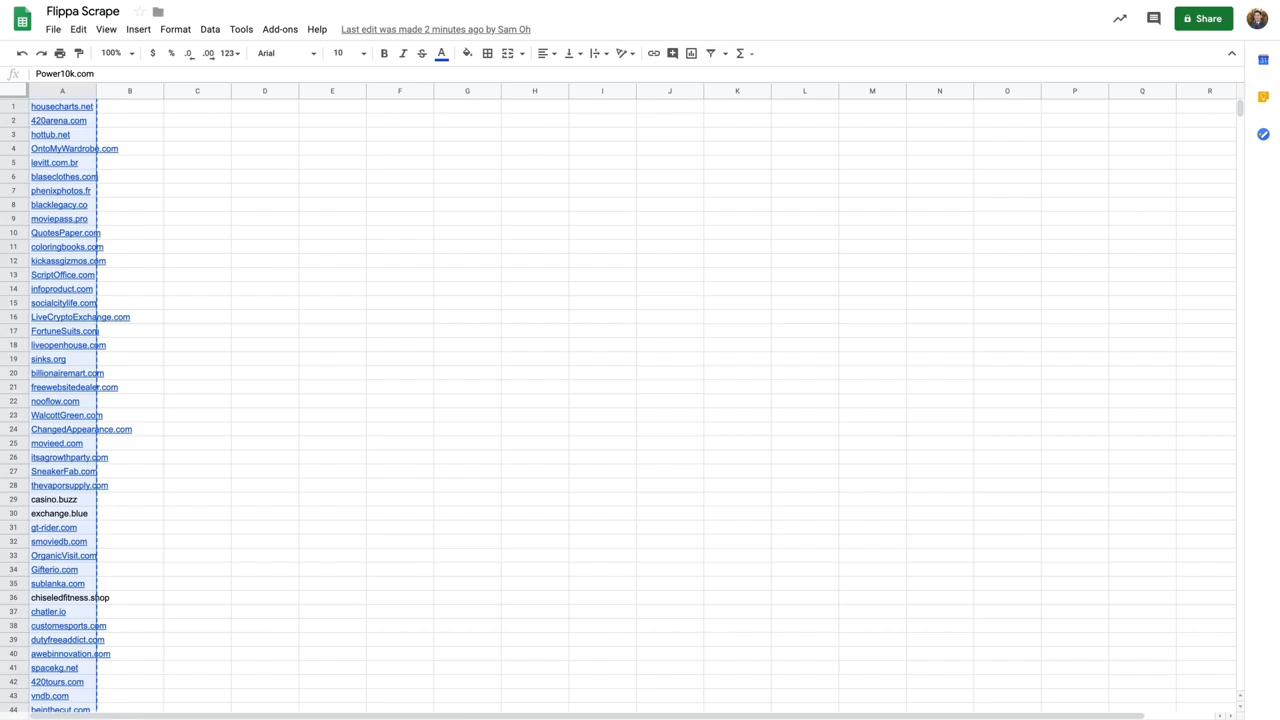 Flippa Scrape
File Edit View Insert Format Data Tools Add-ons Help Last edit was made 2 minutes ago by Sam Oh
Share
100% $ % .0 .00 123 Arial 10 B I S A
fx Power10k.com
A B C D E F G H I J K L M N O P Q R
1 housecharts.net
2 420arena.com
3 hottub.net
4 OntoMyWardrobe.com
5 levitt.com.br
6 blaseclothes.com
7 phenixphotos.fr
8 blacklegacy.co
9 moviepass.pro
10 QuotesPaper.com
11 coloringbooks.com
12 kickassgizmos.com
13 ScriptOffice.com
14 infoproduct.com
15 socialcitylife.com
16 LiveCryptoExchange.com
17 FortuneSuits.com
18 liveopenhouse.com
19 sinks.org
20 billionairemart.com
21 freewebsitedealer.com
22 nooflow.com
23 WalcottGreen.com
24 ChangedAppearance.com
25 movieed.com
26 itsagrowthparty.com
27 SneakerFab.com
28 thevaporsupply.com
29 casino.buzz
30 exchange.blue
31 gt-rider.com
32 smoviedb.com
33 OrganicVisit.com
34 Gifterio.com
35 sublanka.com
36 chiseledfitness.shop
37 chatler.io
38 customesports.com
39 dutyfreeaddict.com
40 awebinnovation.com
41 spacekg.net
42 420tours.com
43 vndb.com
44 beinthecut.com